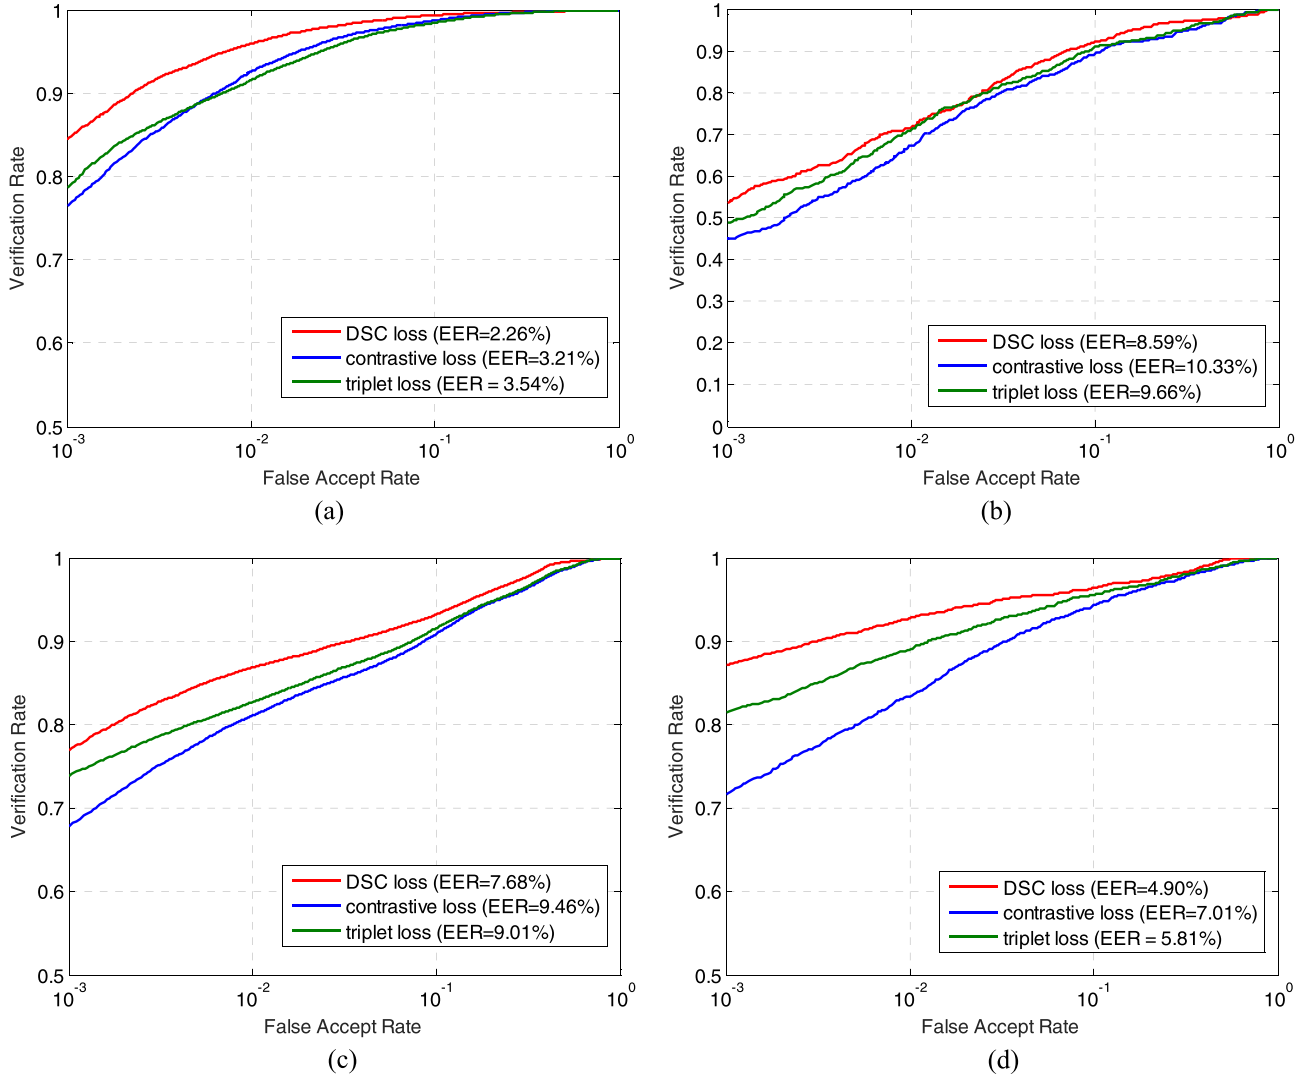 1
0.9
0.8
0.7
0.6
0.5
Verification Rate
DSC loss (EER=2.26%)
contrastive loss (EER=3.21%)
triplet loss (EER = 3.54%)
10-3 10-2 10-1 100
False Accept Rate
(a)
1
0.9
0.8
0.7
0.6
0.5
0.4
0.3
0.2
0.1
0
Verification Rate
DSC loss (EER=8.59%)
contrastive loss (EER=10.33%)
triplet loss (EER=9.66%)
10-3 10-2 10-1 100
False Accept Rate
(b)
1
0.9
0.8
0.7
0.6
0.5
Verification Rate
DSC loss (EER=7.68%)
contrastive loss (EER=9.46%)
triplet loss (EER=9.01%)
10-3 10-2 10-1 100
False Accept Rate
(c)
1
0.9
0.8
0.7
0.6
0.5
Verification Rate
DSC loss (EER=4.90%)
contrastive loss (EER=7.01%)
triplet loss (EER = 5.81%)
10-3 10-2 10-1 100
False Accept Rate
(d)